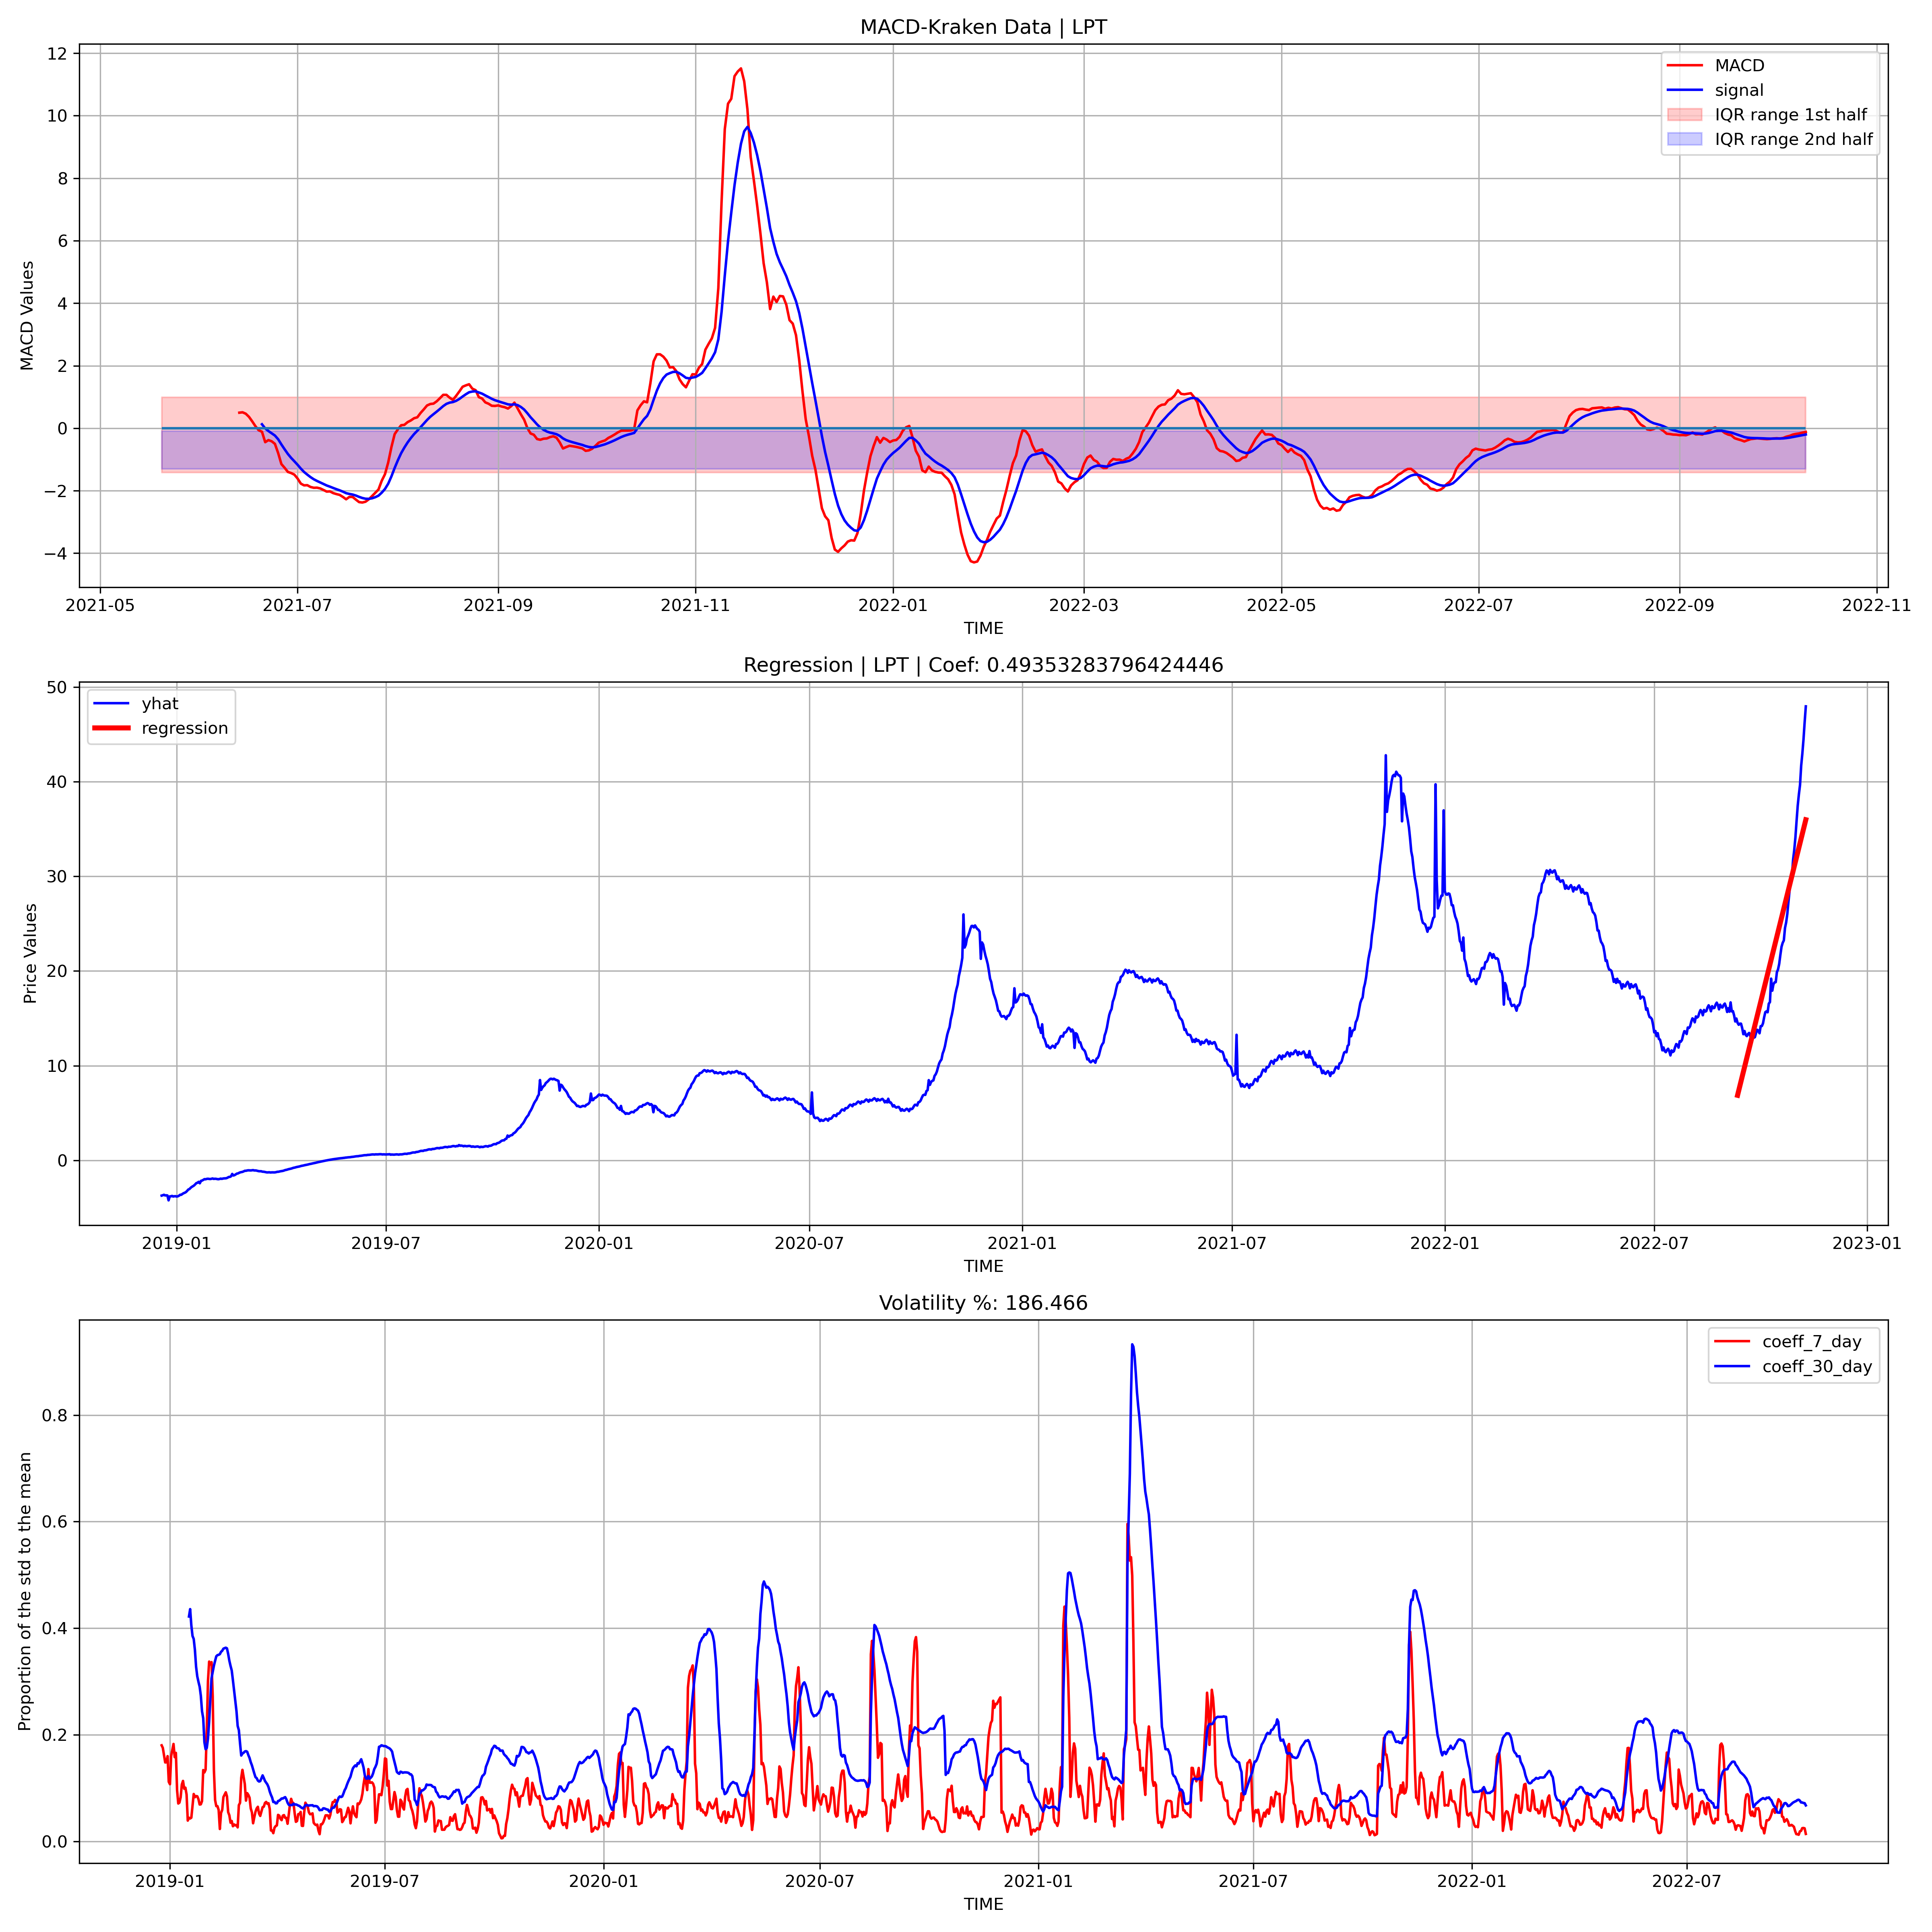 MACD-Kraken Data | LPT
MACD Values
12
10
8
6
4
2
0
−2
−4
MACD
signal
IQR range 1st half
IQR range 2nd half
2021-05 2021-07 2021-09 2021-11 2022-01 2022-03 2022-05 2022-07 2022-09 2022-11
TIME
Regression | LPT | Coef: 0.49353283796424446
Price Values
50
40
30
20
10
0
yhat
regression
2019-01 2019-07 2020-01 2020-07 2021-01 2021-07 2022-01 2022-07 2023-01
TIME
Volatility %: 186.466
Proportion of the std to the mean
0.8
0.6
0.4
0.2
0.0
coeff_7_day
coeff_30_day
2019-01 2019-07 2020-01 2020-07 2021-01 2021-07 2022-01 2022-07
TIME